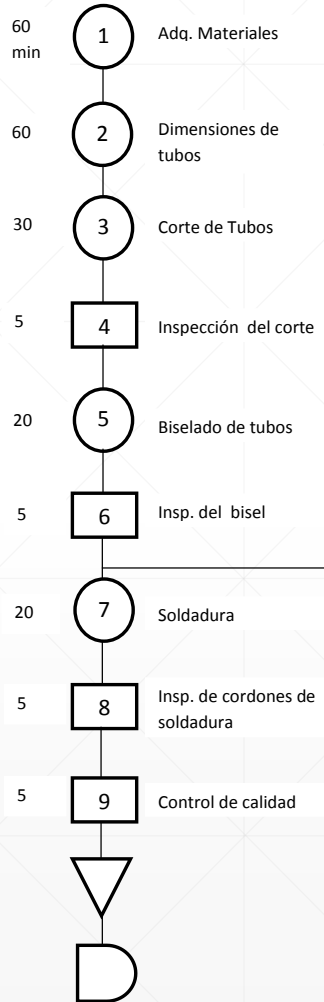 60
min
1
Adq. Materiales
60
2
Dimensiones de
tubos
30
3
Corte de Tubos
5
4
Inspección  del corte
20
5
Biselado de tubos
5
6
Insp. del  bisel
20
7
Soldadura
5
8
Insp. de cordones de
soldadura
5
9
Control de calidad